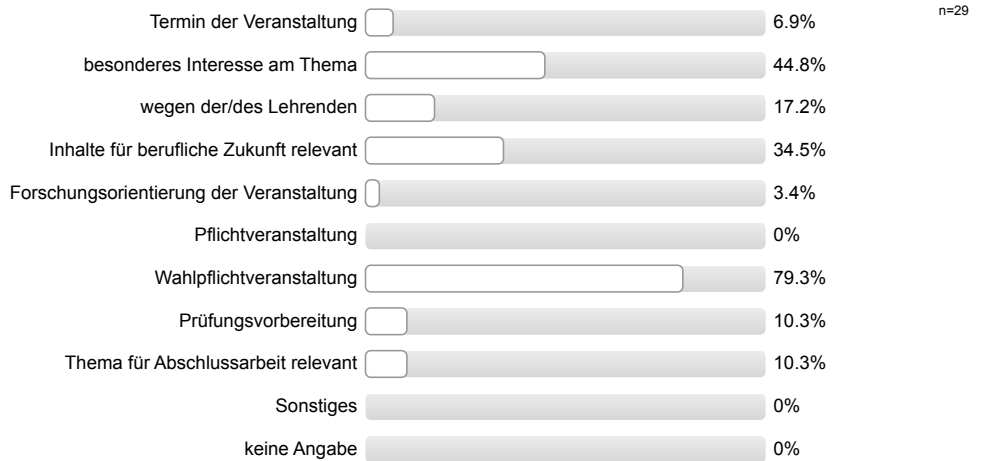 n=29
Termin der Veranstaltung 6.9%
besonderes Interesse am Thema 44.8%
wegen der/des Lehrenden 17.2%
Inhalte für berufliche Zukunft relevant 34.5%
Forschungsorientierung der Veranstaltung 3.4%
Pflichtveranstaltung 0%
Wahlpflichtveranstaltung 79.3%
Prüfungsvorbereitung 10.3%
Thema für Abschlussarbeit relevant 10.3%
Sonstiges 0%
keine Angabe 0%